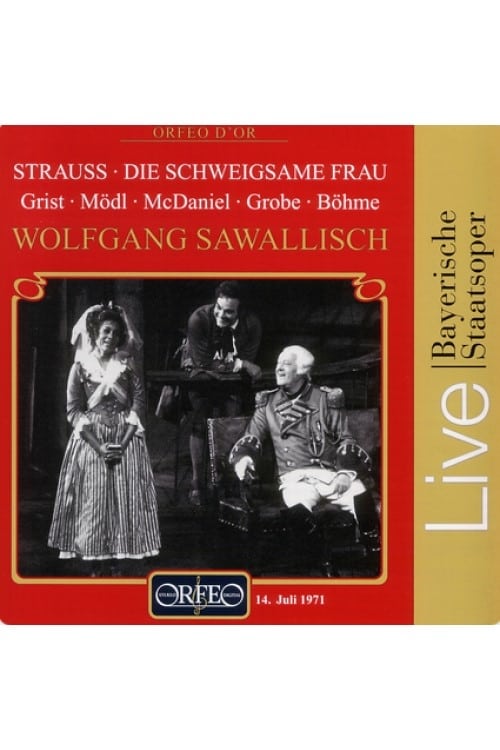 ORFEO D'OR
STRAUSS · DIE SCHWEIGSAME FRAU
Grist · Mödl · McDaniel · Grobe · Böhme
WOLFGANG SAWALLISCH
Live
Bayerische
Staatsoper
ORFEO
14. Juli 1971